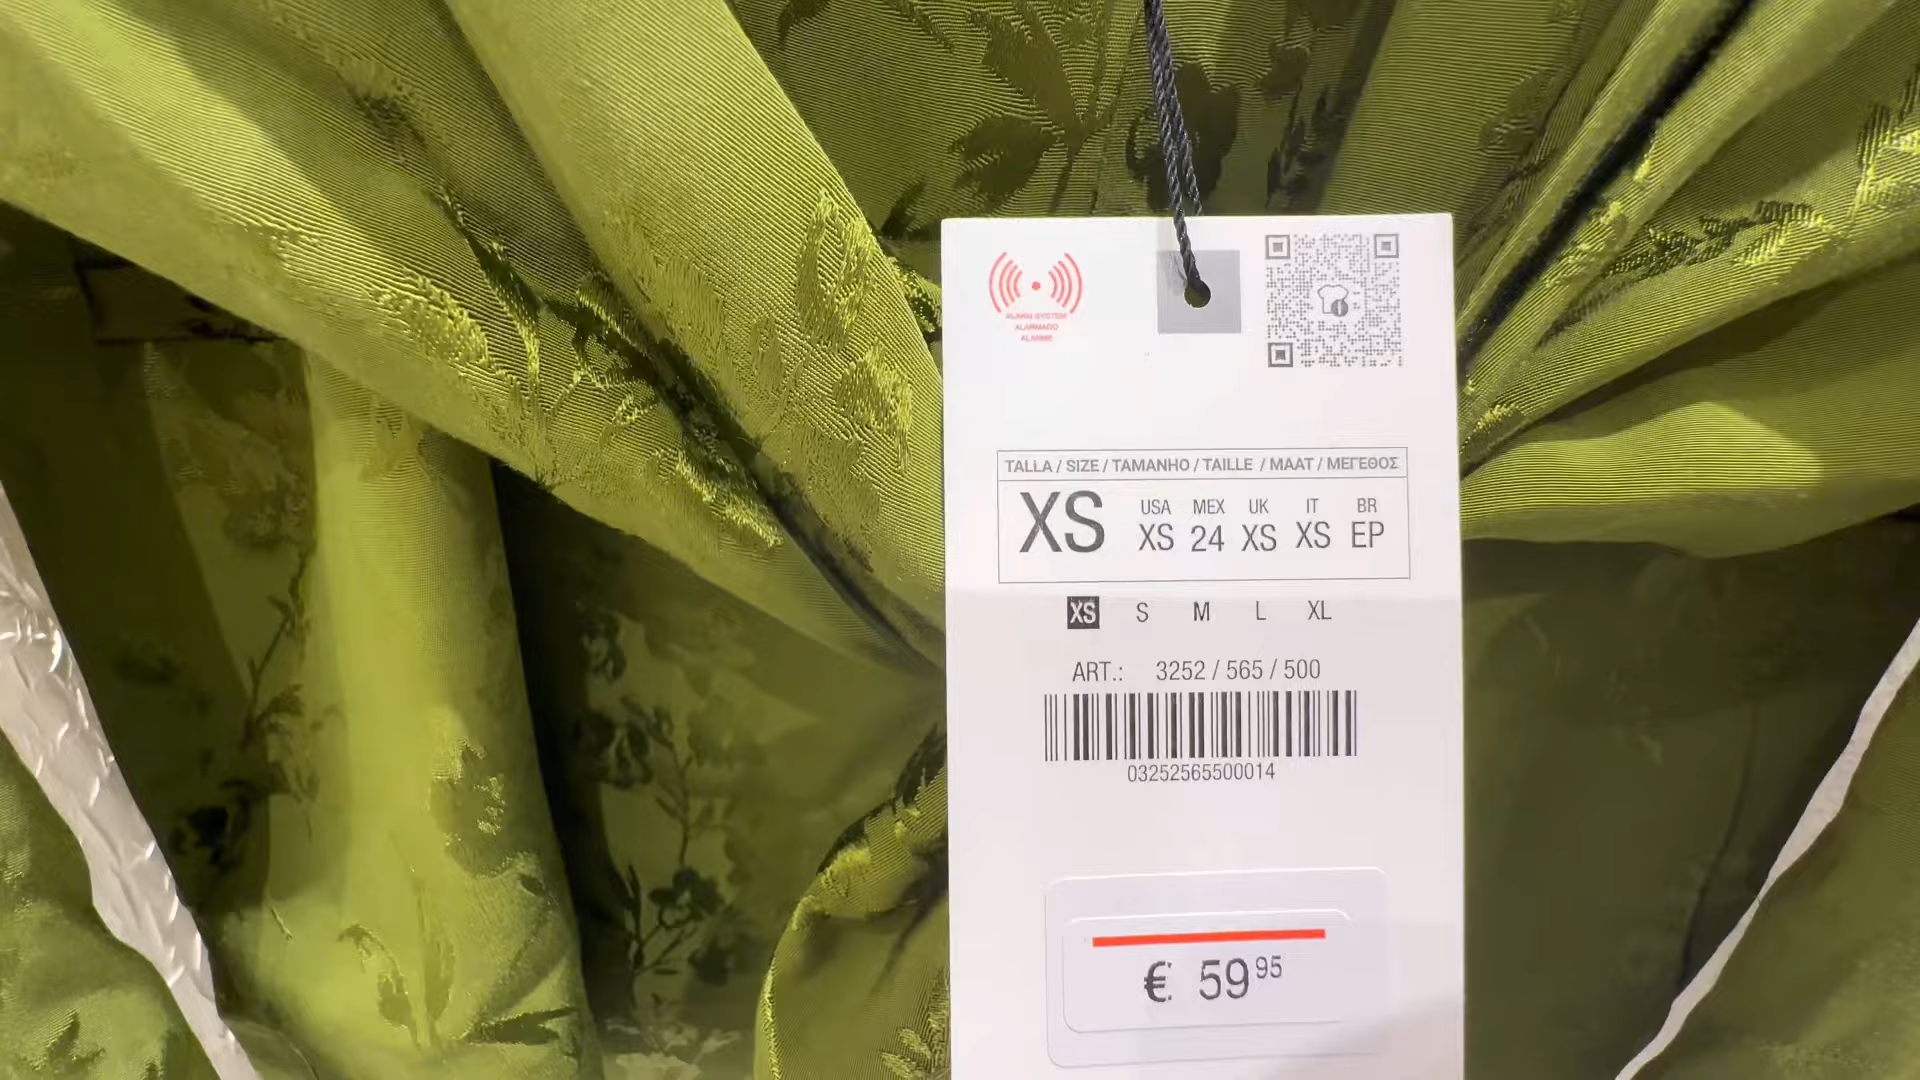 ALARM SYSTEM
ALARMADO
ALARME
TALLA / SIZE / TAMANHO / TAILLE / MAAT / ΜΕΓΕΘΟΣ
XS
USA MEX UK IT BR
XS 24 XS XS EP
XS S M L XL
ART.: 3252 / 565 / 500
03252565500014
€ 59 95